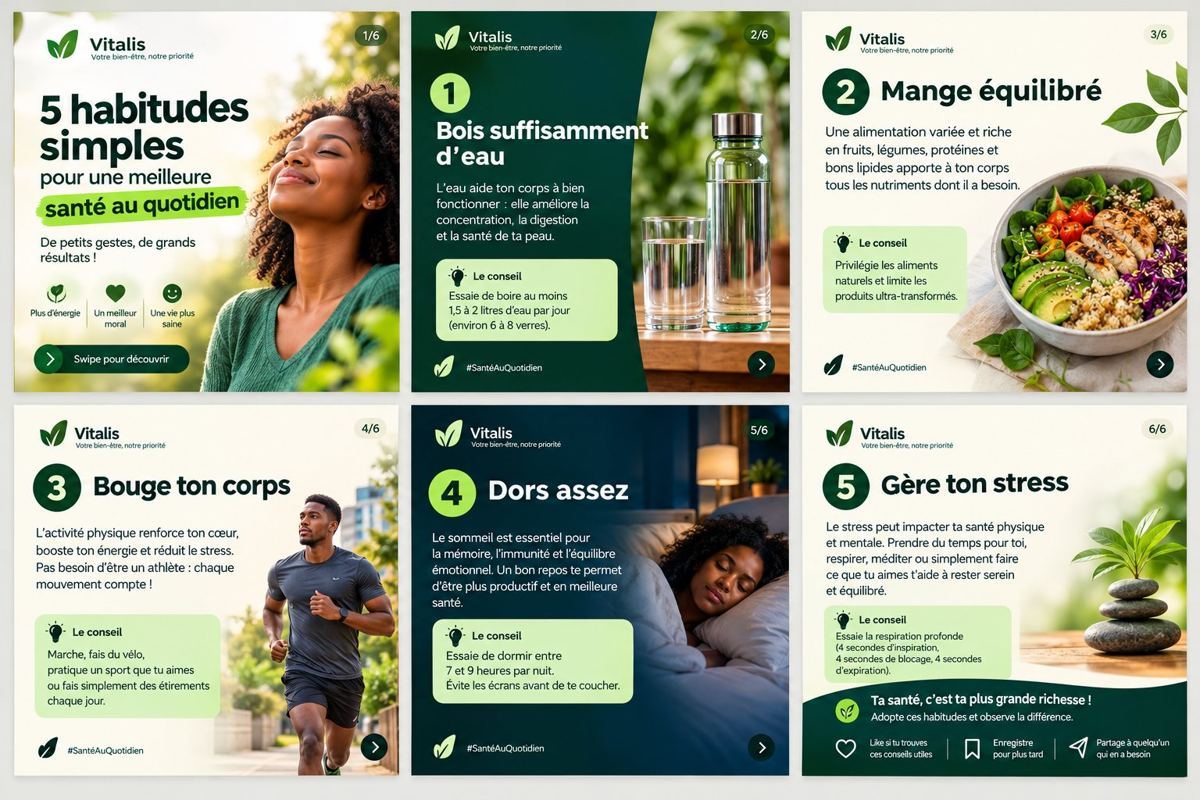 Vitalis
Votre bien-être, notre priorité
1/6
5 habitudes
simples
pour une meilleure
santé au quotidien
De petits gestes, de grands
résultats !
Plus d'énergie
Un meilleur
moral
Une vie plus
saine
Swipe pour découvrir
Vitalis
Votre bien-être, notre priorité
2/6
1
Bois suffisamment
d'eau
L'eau aide ton corps à bien
fonctionner : elle améliore la
concentration, la digestion
et la santé de ta peau.
Le conseil
Essaie de boire au moins
1,5 à 2 litres d'eau par jour
(environ 6 à 8 verres).
#SantéAuQuotidien
Vitalis
Votre bien-être, notre priorité
3/6
2 Mange équilibré
Une alimentation variée et riche
en fruits, légumes, protéines et
bons lipides apporte à ton corps
tous les nutriments dont il a besoin.
Le conseil
Privilégie les aliments
naturels et limite les
produits ultra-transformés.
#SantéAuQuotidien
Vitalis
Votre bien-être, notre priorité
4/6
3 Bouge ton corps
L'activité physique renforce ton cœur,
booste ton énergie et réduit le stress.
Pas besoin d'être un athlète : chaque
mouvement compte !
Le conseil
Marche, fais du vélo,
pratique un sport que tu aimes
ou fais simplement des étirements
chaque jour.
#SantéAuQuotidien
Vitalis
Votre bien-être, notre priorité
5/6
4 Dors assez
Le sommeil est essentiel pour
la mémoire, l'immunité et l'équilibre
émotionnel. Un bon repos te permet
d'être plus productif et en meilleure
santé.
Le conseil
Essaie de dormir entre
7 et 9 heures par nuit.
Évite les écrans avant de te coucher.
#SantéAuQuotidien
Vitalis
Votre bien-être, notre priorité
6/6
5 Gère ton stress
Le stress peut impacter ta santé physique
et mentale. Prendre du temps pour toi,
respirer, méditer ou simplement faire
ce que tu aimes t'aide à rester serein
et équilibré.
Le conseil
Essaie la respiration profonde
(4 secondes d'inspiration,
4 secondes de blocage, 4 secondes
d'expiration).
Ta santé, c'est ta plus grande richesse !
Adopte ces habitudes et observe la différence.
Like si tu trouves
ces conseils utiles
Enregistre
pour plus tard
Partage à quelqu'un
qui en a besoin